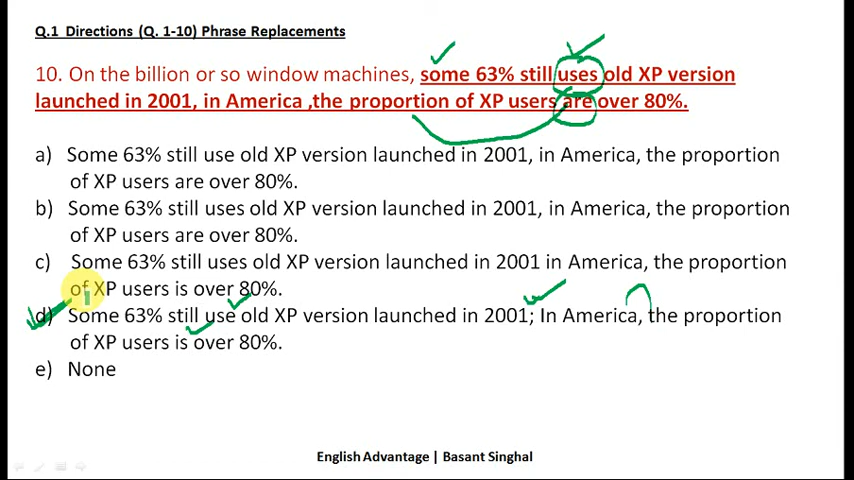 Q.1 Directions (Q. 1-10) Phrase Replacements
10. On the billion or so window machines, some 63% still uses old XP version
launched in 2001, in America ,the proportion of XP users are over 80%.
a) Some 63% still use old XP version launched in 2001, in America, the proportion
of XP users are over 80%.
b) Some 63% still uses old XP version launched in 2001, in America, the proportion
of XP users are over 80%.
c) Some 63% still uses old XP version launched in 2001 in America, the proportion
of XP users is over 80%.
d) Some 63% still use old XP version launched in 2001; In America, the proportion
of XP users is over 80%.
e) None
English Advantage | Basant Singhal